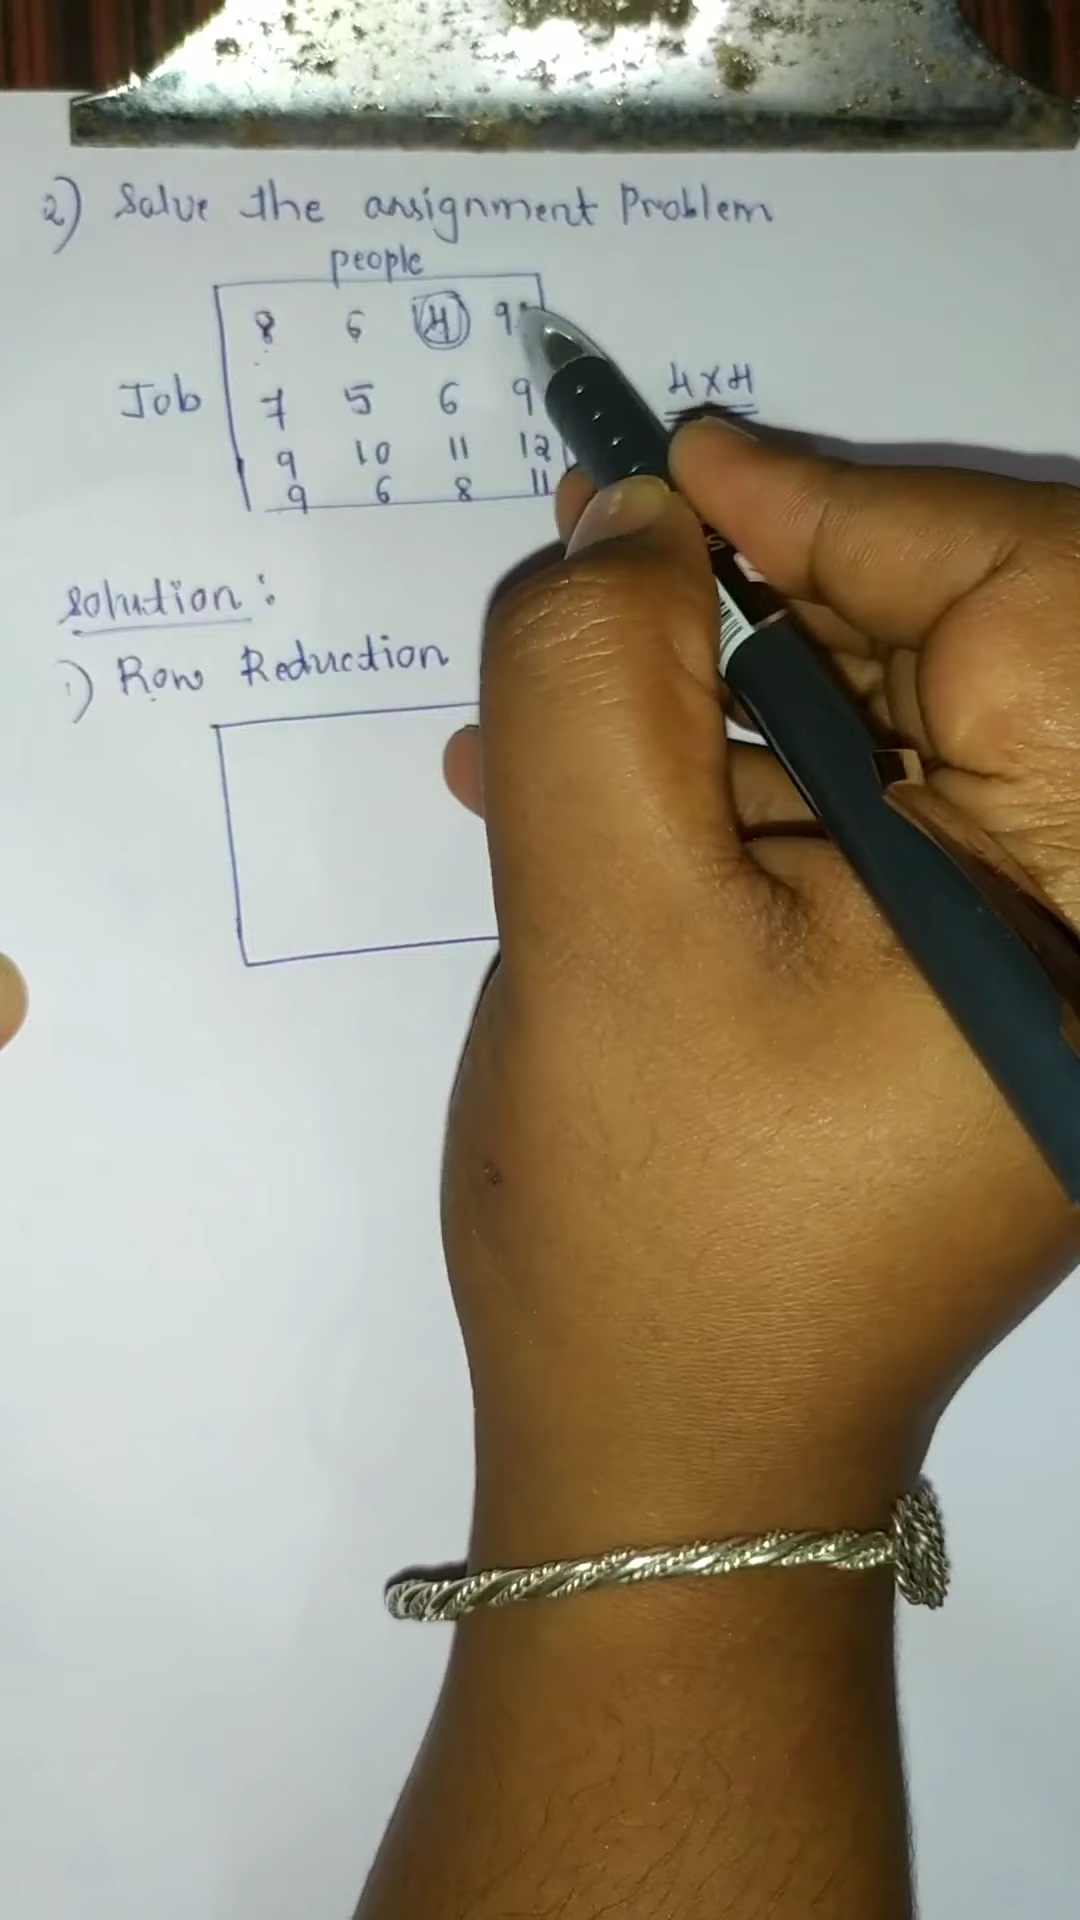 2) Solve the assignment Problem
people
8 6 4 9
Job 7 5 6 9 4×4
9 10 11 12
9 6 8 11
Solution:
1) Row Reduction